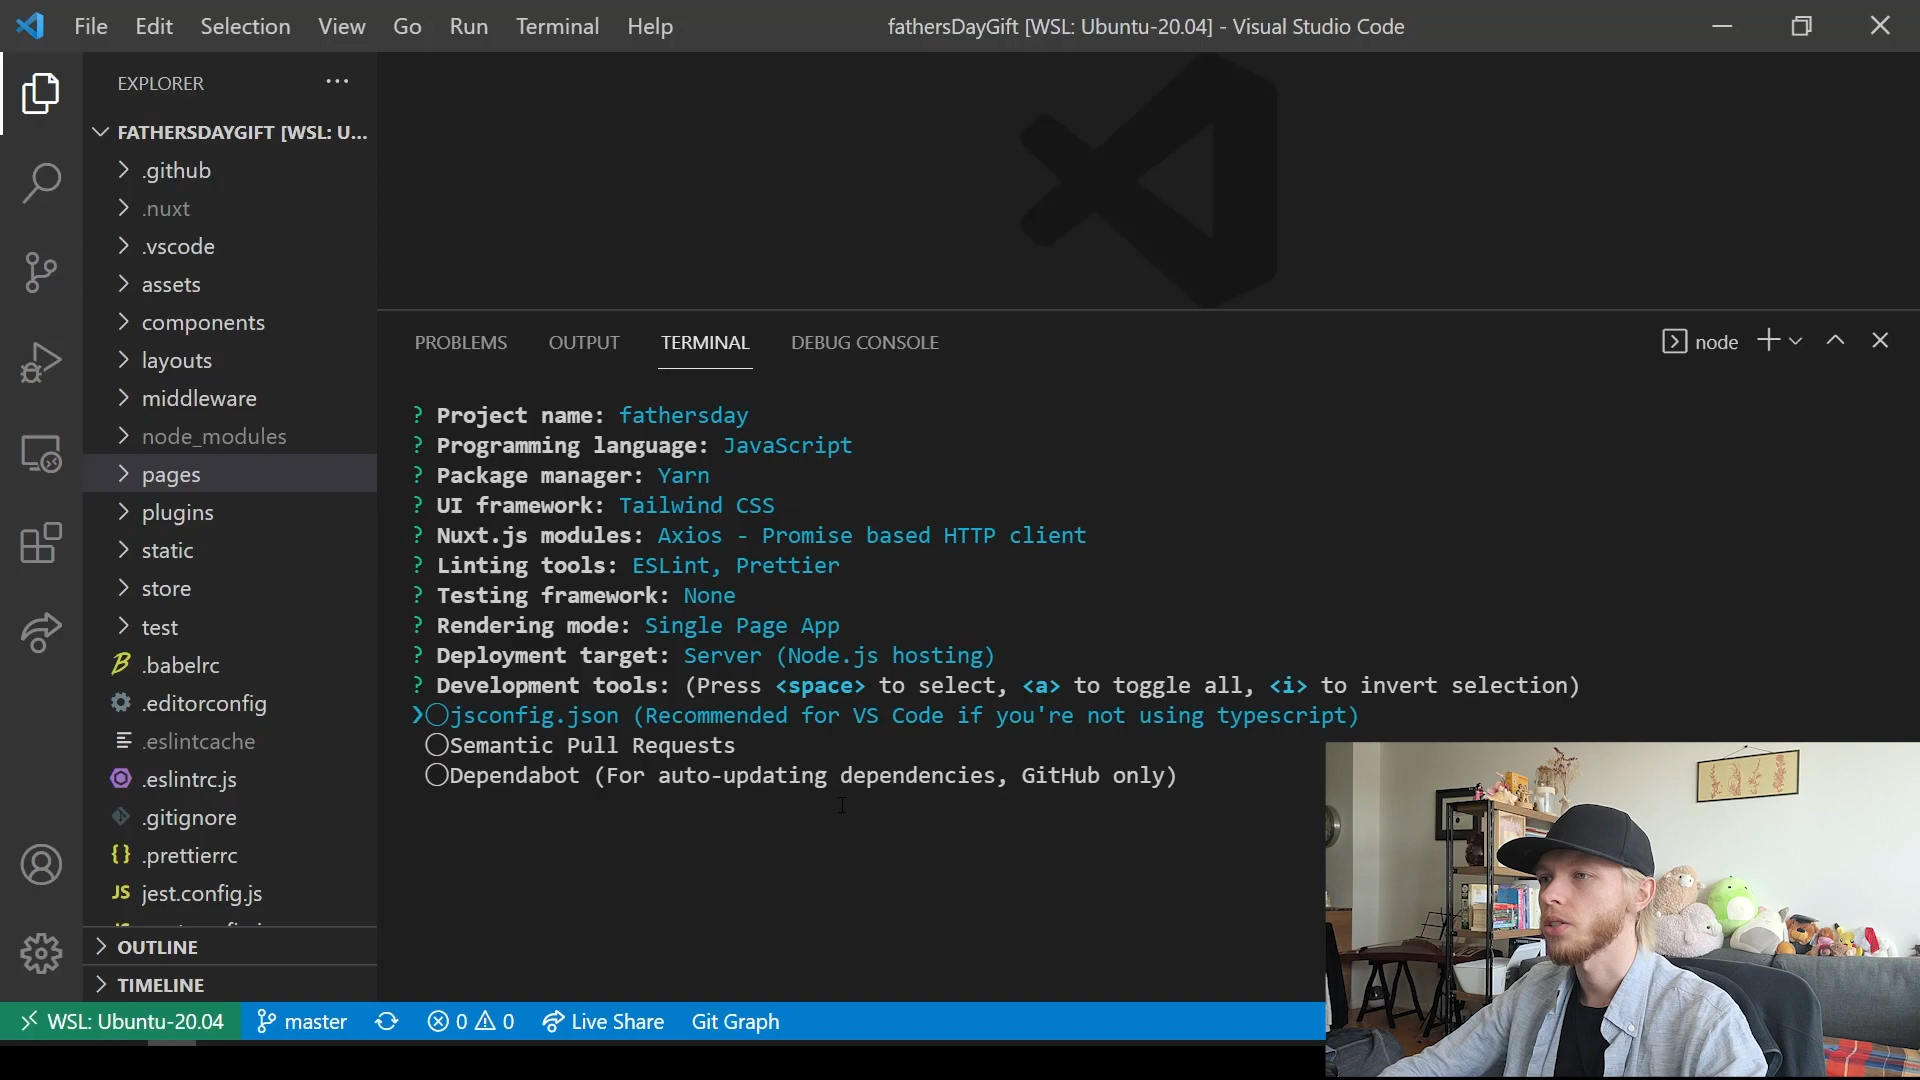 File Edit Selection View Go Run Terminal Help
fathersDayGift [WSL: Ubuntu-20.04] - Visual Studio Code
EXPLORER
FATHERSDAYGIFT [WSL: U...
.github
.nuxt
.vscode
assets
components
layouts
middleware
node_modules
pages
plugins
static
store
test
.babelrc
.editorconfig
.eslintcache
.eslintrc.js
.gitignore
.prettierrc
JS jest.config.js
OUTLINE
TIMELINE
PROBLEMS OUTPUT TERMINAL DEBUG CONSOLE
node
? Project name: fathersday
? Programming language: JavaScript
? Package manager: Yarn
? UI framework: Tailwind CSS
? Nuxt.js modules: Axios - Promise based HTTP client
? Linting tools: ESLint, Prettier
? Testing framework: None
? Rendering mode: Single Page App
? Deployment target: Server (Node.js hosting)
? Development tools: (Press <space> to select, <a> to toggle all, <i> to invert selection)
❯◯jsconfig.json (Recommended for VS Code if you're not using typescript)
◯Semantic Pull Requests
◯Dependabot (For auto-updating dependencies, GitHub only)
WSL: Ubuntu-20.04 master 0 0 Live Share Git Graph